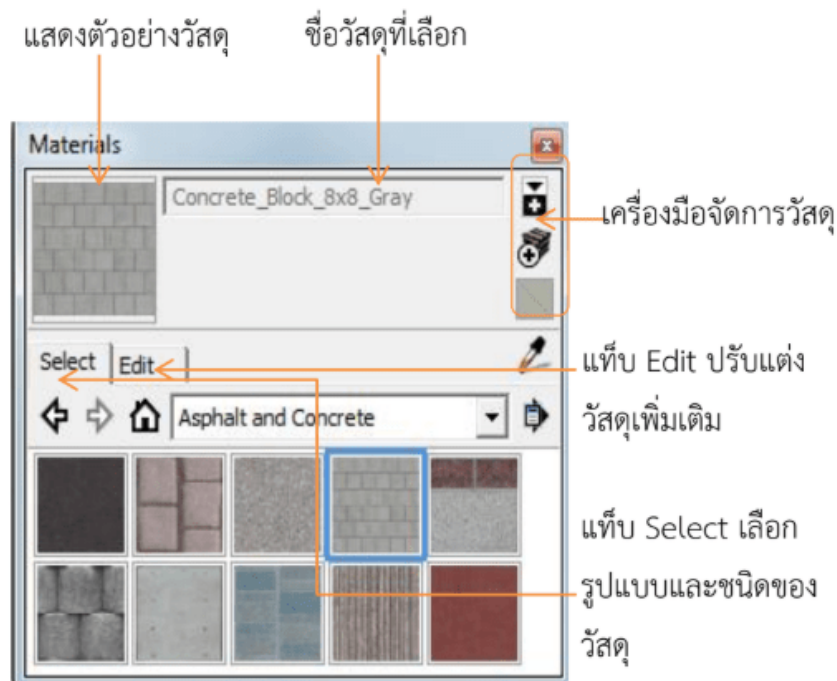 แสดงตัวอย่างวัสดุ
ชื่อวัสดุที่เลือก
Materials
Concrete_Block_8x8_Gray
เครื่องมือจัดการวัสดุ
Select
Edit
แท็บ Edit ปรับแต่ง
วัสดุเพิ่มเติม
Asphalt and Concrete
แท็บ Select เลือก
รูปแบบและชนิดของ
วัสดุ